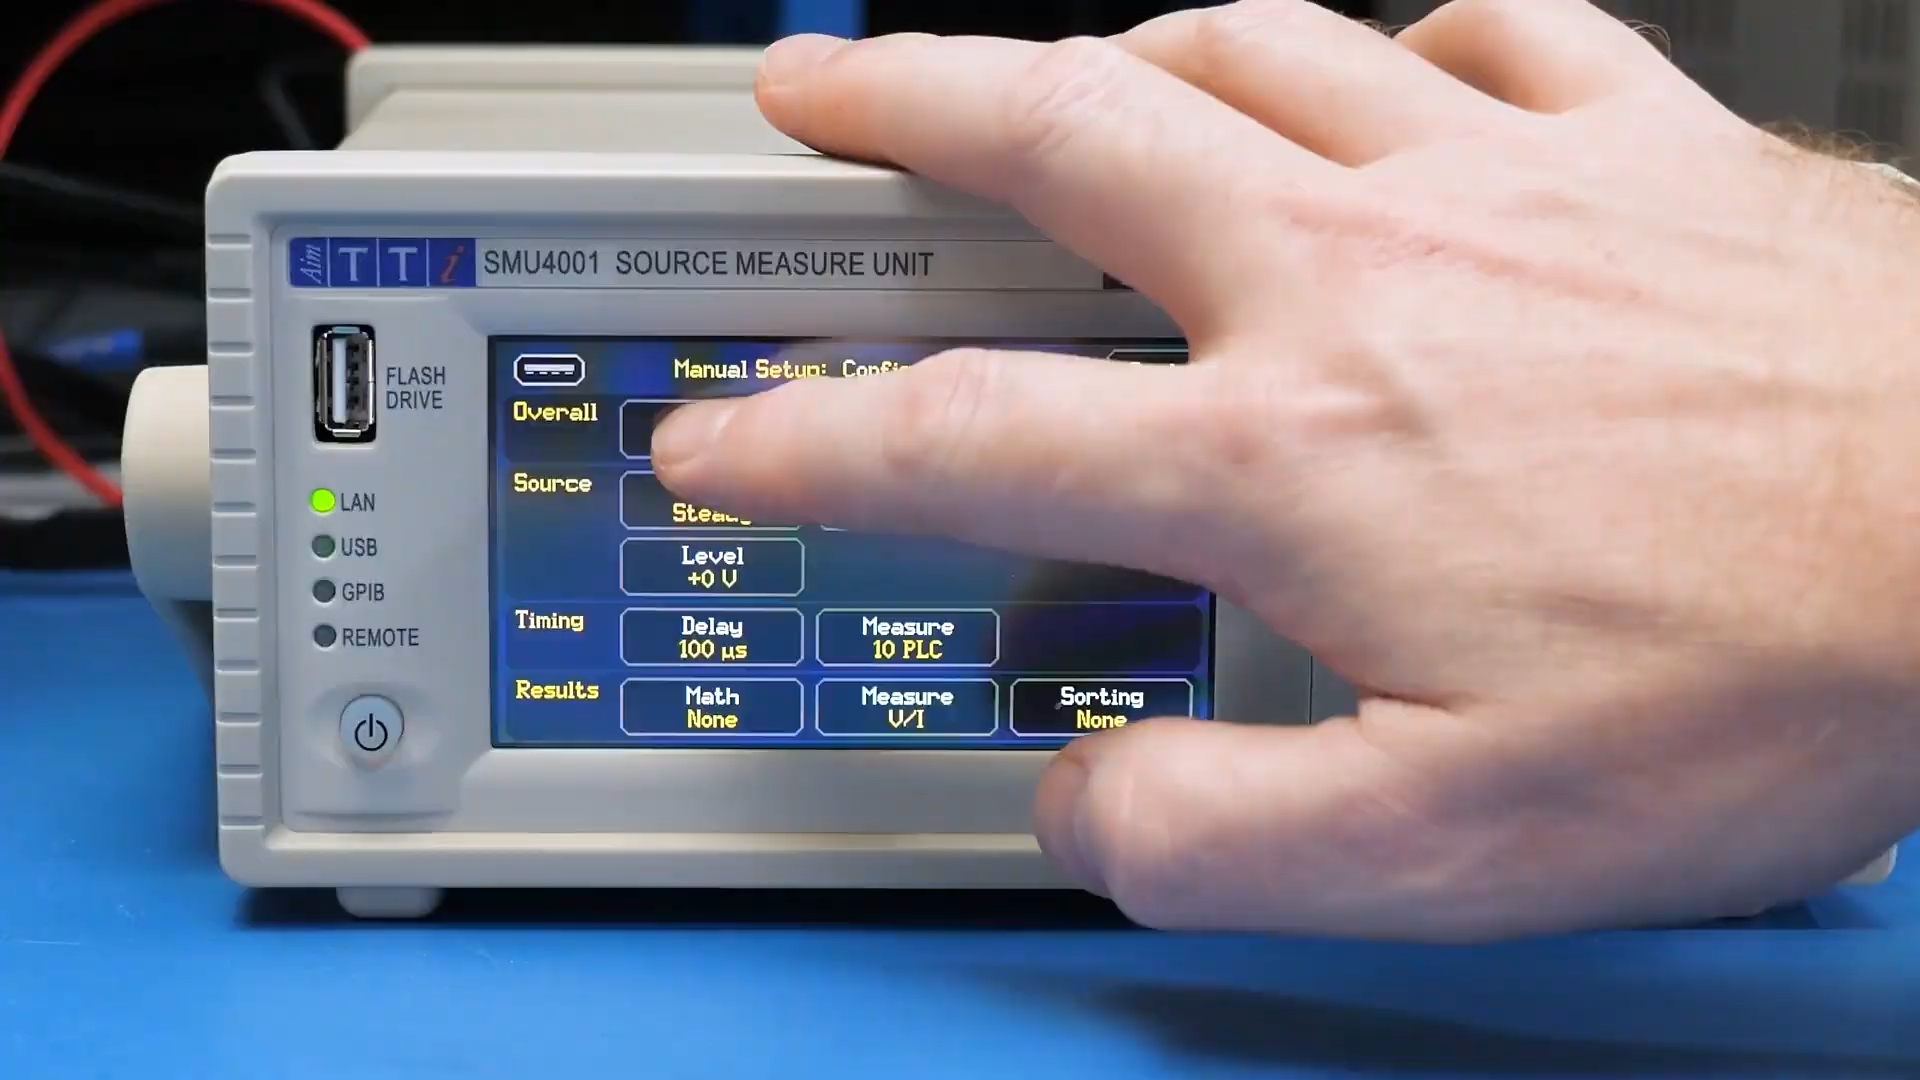 Aim TTi SMU4001 SOURCE MEASURE UNIT
FLASH
DRIVE
LAN
USB
GPIB
REMOTE
Manual Setup:
Overall
Source
Steady
Level
+0 V
Timing
Delay
100 µs
Measure
10 PLC
Results
Math
None
Measure
V/I
Sorting
None